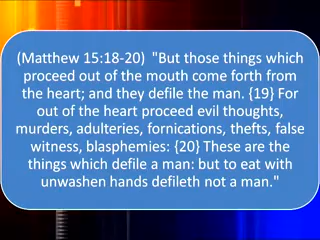 (Matthew 15:18-20)  "But those things which
proceed out of the mouth come forth from
the heart; and they defile the man. {19} For
out of the heart proceed evil thoughts,
murders, adulteries, fornications, thefts, false
witness, blasphemies: {20} These are the
things which defile a man: but to eat with
unwashen hands defileth not a man."